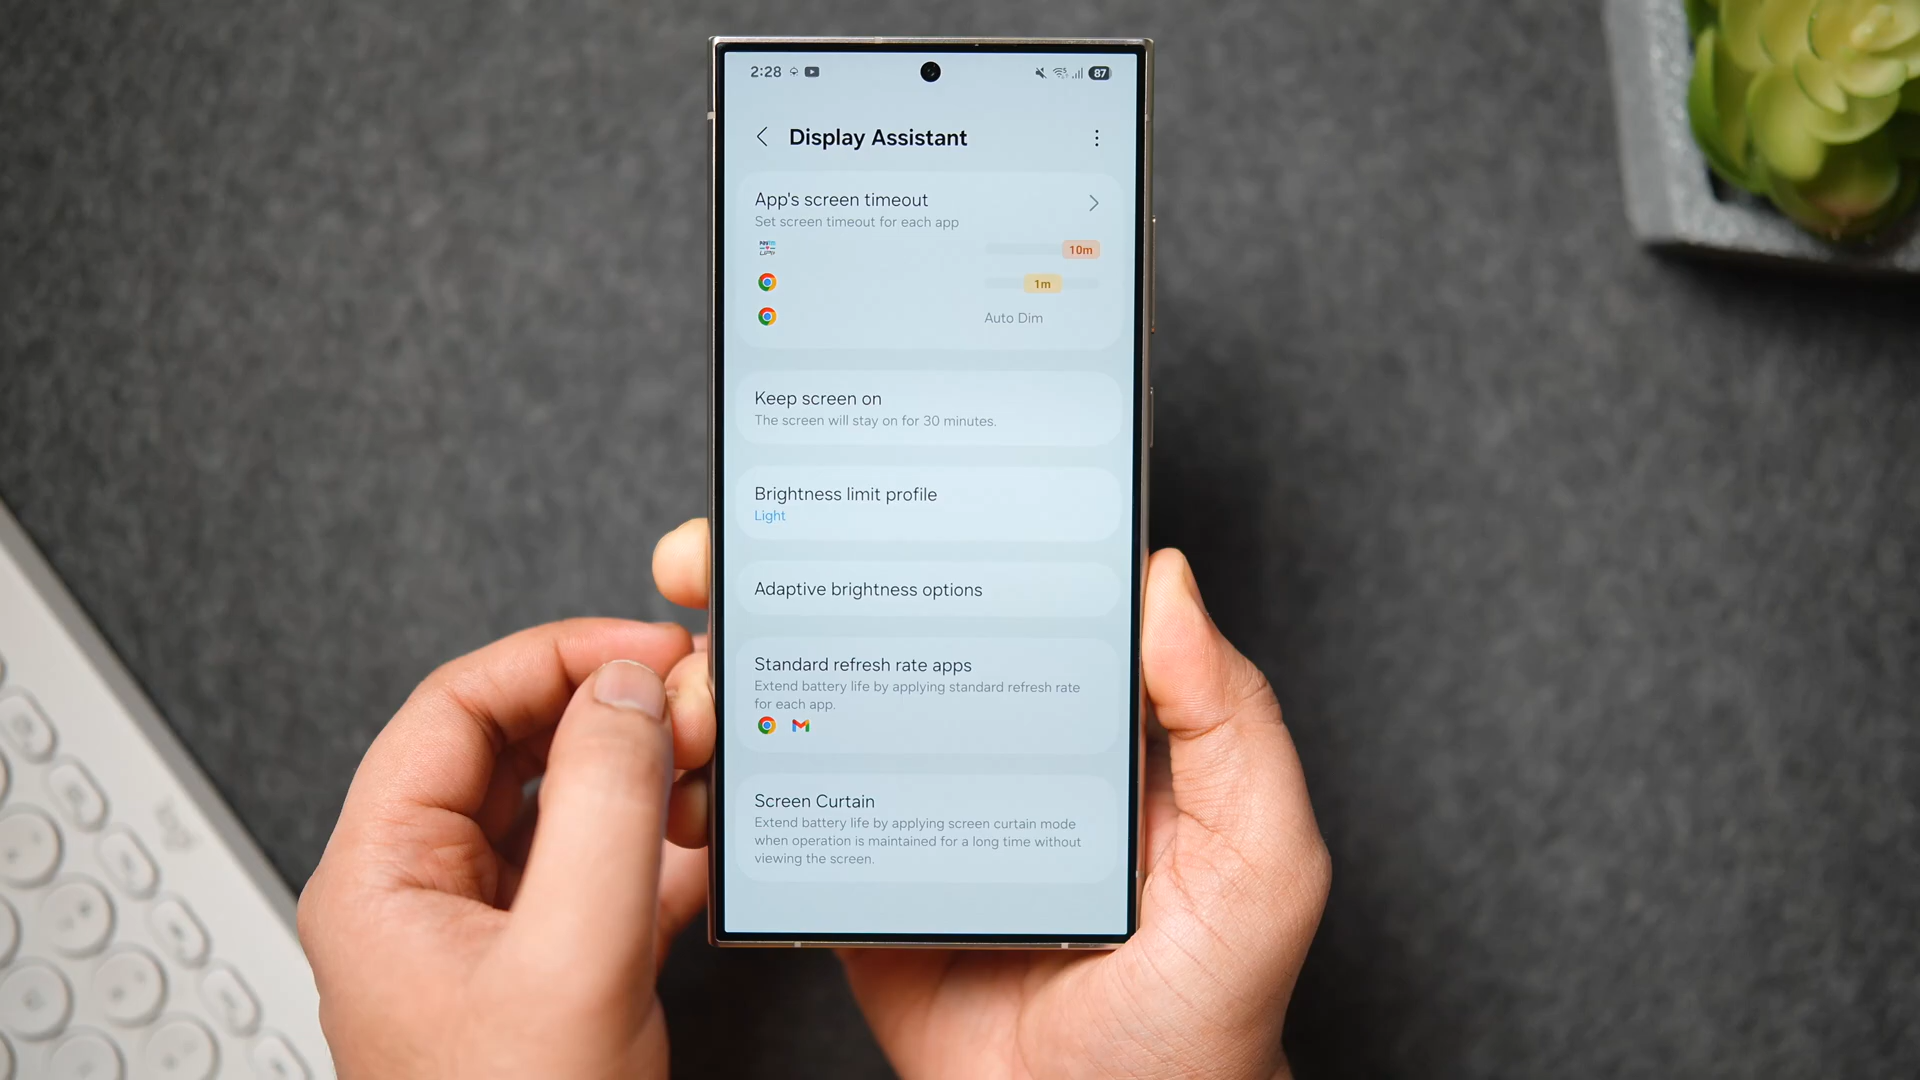 2:28
87
Display Assistant
App's screen timeout
Set screen timeout for each app
10m
1m
Auto Dim
Keep screen on
The screen will stay on for 30 minutes.
Brightness limit profile
Light
Adaptive brightness options
Standard refresh rate apps
Extend battery life by applying standard refresh rate
for each app.
Screen Curtain
Extend battery life by applying screen curtain mode
when operation is maintained for a long time without
viewing the screen.